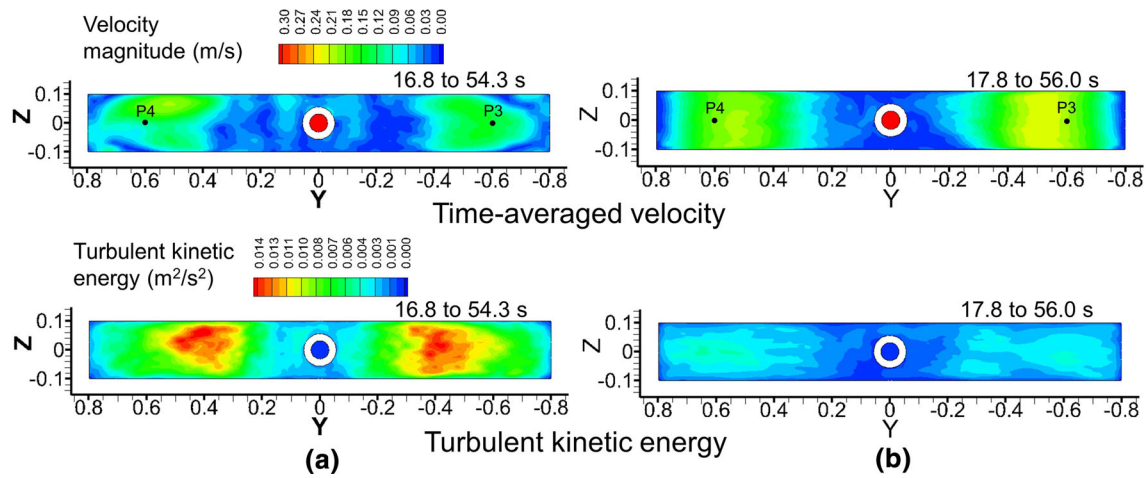 Velocity
magnitude (m/s)
0.30 0.27 0.24 0.21 0.18 0.15 0.12 0.09 0.06 0.03 0.00
16.8 to 54.3 s
17.8 to 56.0 s
Z 0.1 0 -0.1
P4 P3
Z 0.1 0 -0.1
P4 P3
0.8 0.6 0.4 0.2 0 -0.2 -0.4 -0.6 -0.8
0.8 0.6 0.4 0.2 0 -0.2 -0.4 -0.6 -0.8
Y
Y
Time-averaged velocity
Turbulent kinetic
energy (m²/s²)
0.014 0.013 0.011 0.010 0.008 0.007 0.006 0.004 0.003 0.001 0.000
16.8 to 54.3 s
17.8 to 56.0 s
Z 0.1 0 -0.1
Z 0.1 0 -0.1
0.8 0.6 0.4 0.2 0 -0.2 -0.4 -0.6 -0.8
0.8 0.6 0.4 0.2 0 -0.2 -0.4 -0.6 -0.8
Y
Y
Turbulent kinetic energy
(a)
(b)